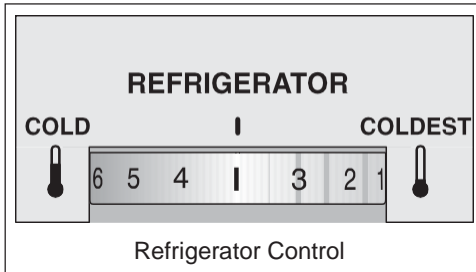 REFRIGERATOR
COLD I COLDEST
6 5 4 I 3 2 1
Refrigerator Control